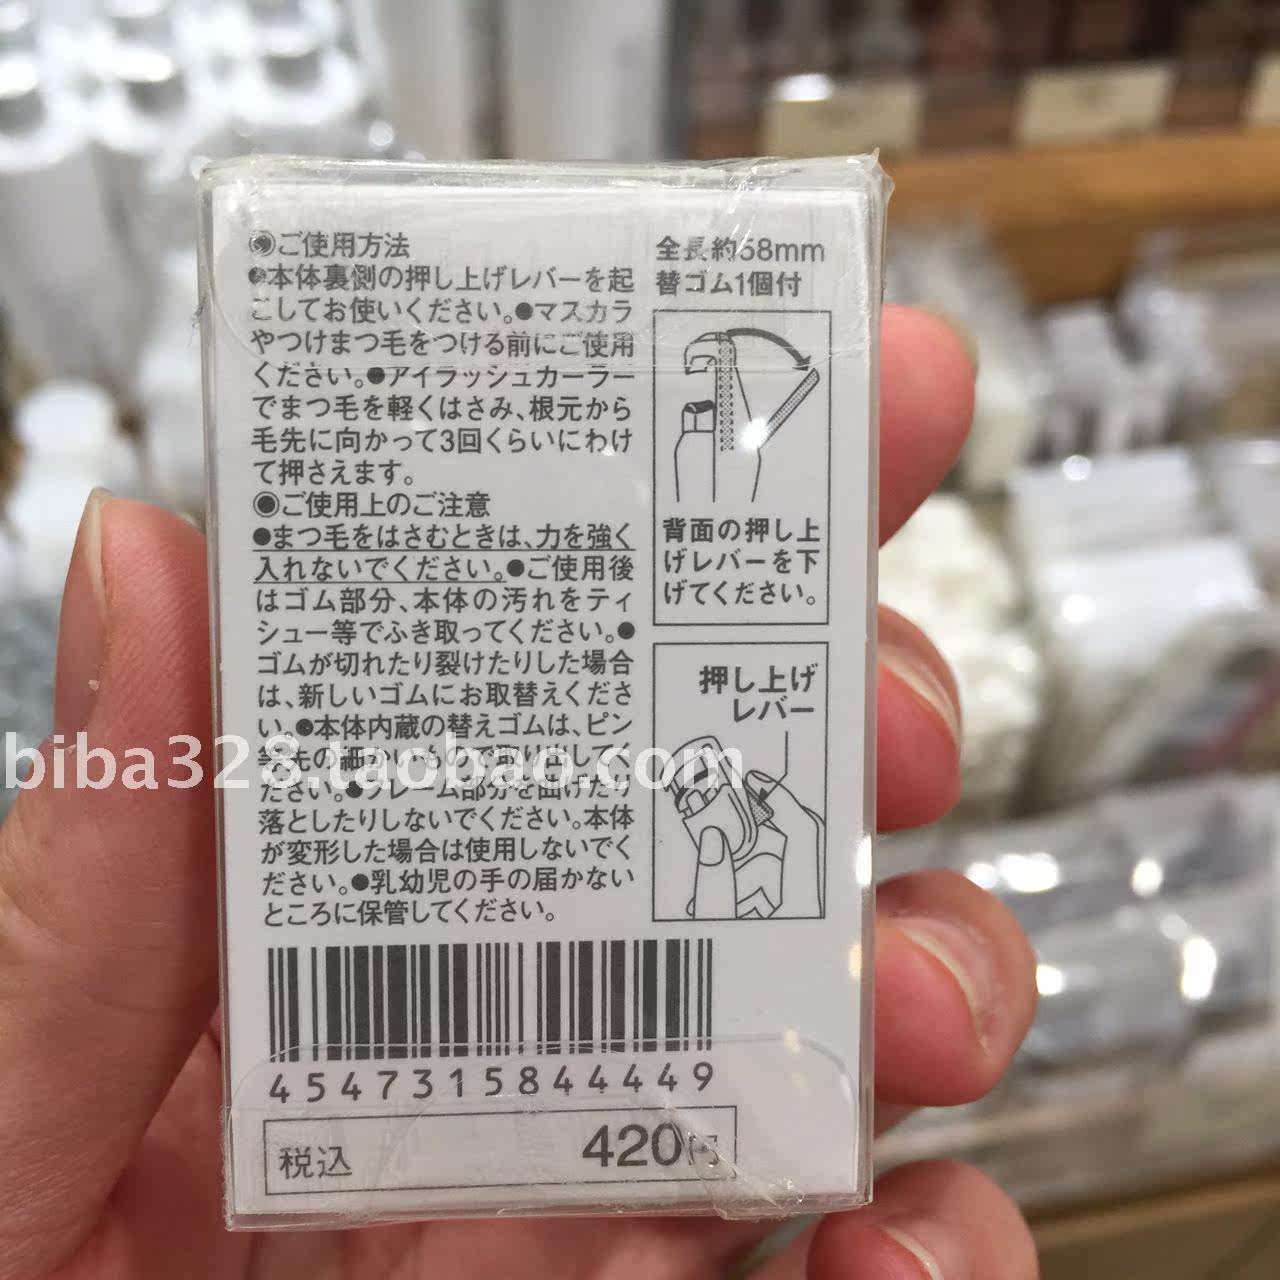 ◉ご使用方法
●本体裏側の押し上げレバーを起
こしてお使いください。●マスカラ
やつけまつ毛をつける前にご使用
ください。●アイラッシュカーラー
でまつ毛を軽くはさみ、根元から
毛先に向かって3回くらいにわけ
て押さえます。
◉ご使用上のご注意
●まつ毛をはさむときは、力を強く
入れないでください。●ご使用後
はゴム部分、本体の汚れをティ
シュー等でふき取ってください。●
ゴムが切れたり裂けたりした場合
は、新しいゴムにお取替えくださ
い。●本体内蔵の替えゴムは、ピン
等先の細かいもので取り出してく
ださい。●フレーム部分を曲げたり
落としたりしないでください。本体
が変形した場合は使用しないでく
ださい。●乳幼児の手の届かない
ところに保管してください。
全長約58mm
替ゴム1個付
背面の押し上
げレバーを下
げてください。
押し上げ
レバー
biba328.taobao.com
4547315844449
税込 420円